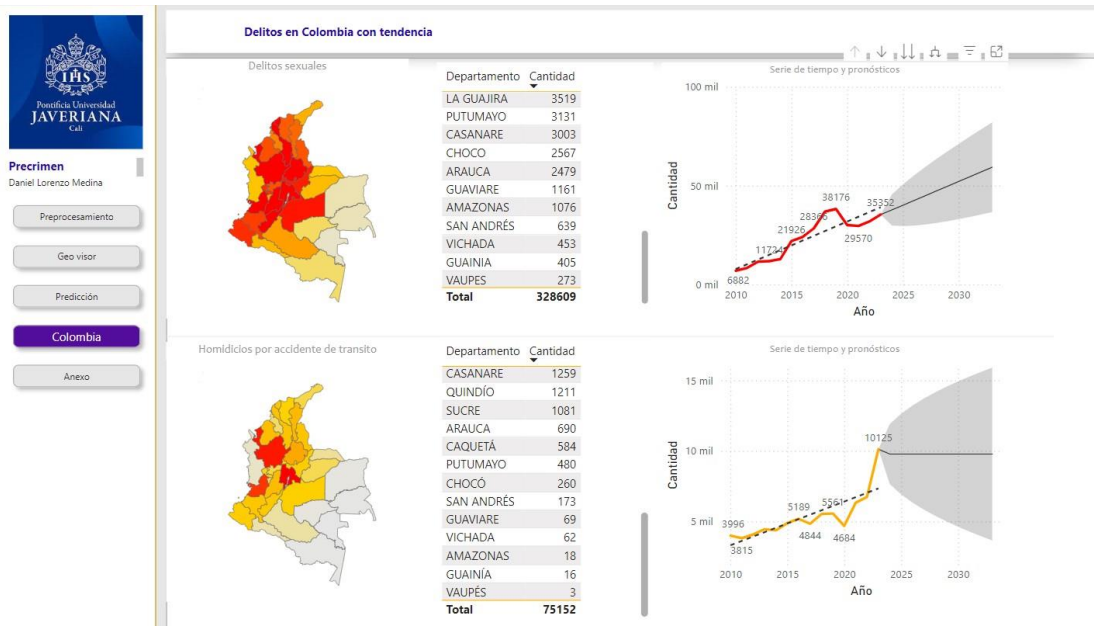 Pontificia Universidad
JAVERIANA
Cali
Precrimen
Daniel Lorenzo Medina
Preprocesamiento
Geo visor
Predicción
Colombia
Anexo
Delitos en Colombia con tendencia
Delitos sexuales
Departamento Cantidad
LA GUAJIRA 3519
PUTUMAYO 3131
CASANARE 3003
CHOCO 2567
ARAUCA 2479
GUAVIARE 1161
AMAZONAS 1076
SAN ANDRÉS 639
VICHADA 453
GUAINIA 405
VAUPES 273
Total 328609
Serie de tiempo y pronósticos
Cantidad
100 mil
50 mil
0 mil
38176
35352
28366
21926
29570
11724
6882
2010 2015 2020 2025 2030
Año
Homidicios por accidente de transito
Departamento Cantidad
CASANARE 1259
QUINDÍO 1211
SUCRE 1081
ARAUCA 690
CAQUETÁ 584
PUTUMAYO 480
CHOCÓ 260
SAN ANDRÉS 173
GUAVIARE 69
VICHADA 62
AMAZONAS 18
GUAINÍA 16
VAUPÉS 3
Total 75152
Serie de tiempo y pronósticos
Cantidad
15 mil
10 mil
5 mil
10125
5189
5561
3996
3815
4844
4684
2010 2015 2020 2025 2030
Año